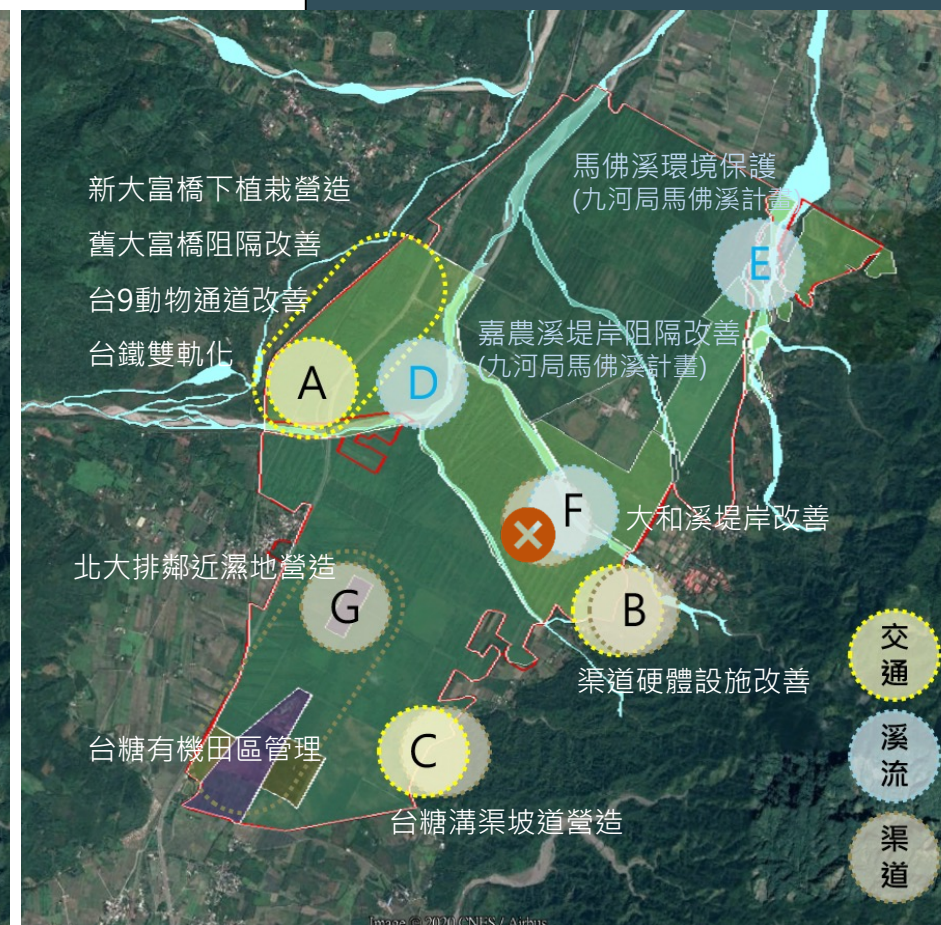 新大富橋下植栽營造
舊大富橋阻隔改善
台9動物通道改善
台鐵雙軌化
馬佛溪環境保護
(九河局馬佛溪計畫)
E
嘉農溪堤岸阻隔改善
(九河局馬佛溪計畫)
A
D
F
大和溪堤岸改善
北大排鄰近濕地營造
G
B
渠道硬體設施改善
台糖有機田區管理
C
台糖溝渠坡道營造
交通
溪流
渠道
Image © 2020 CNES / Airbus